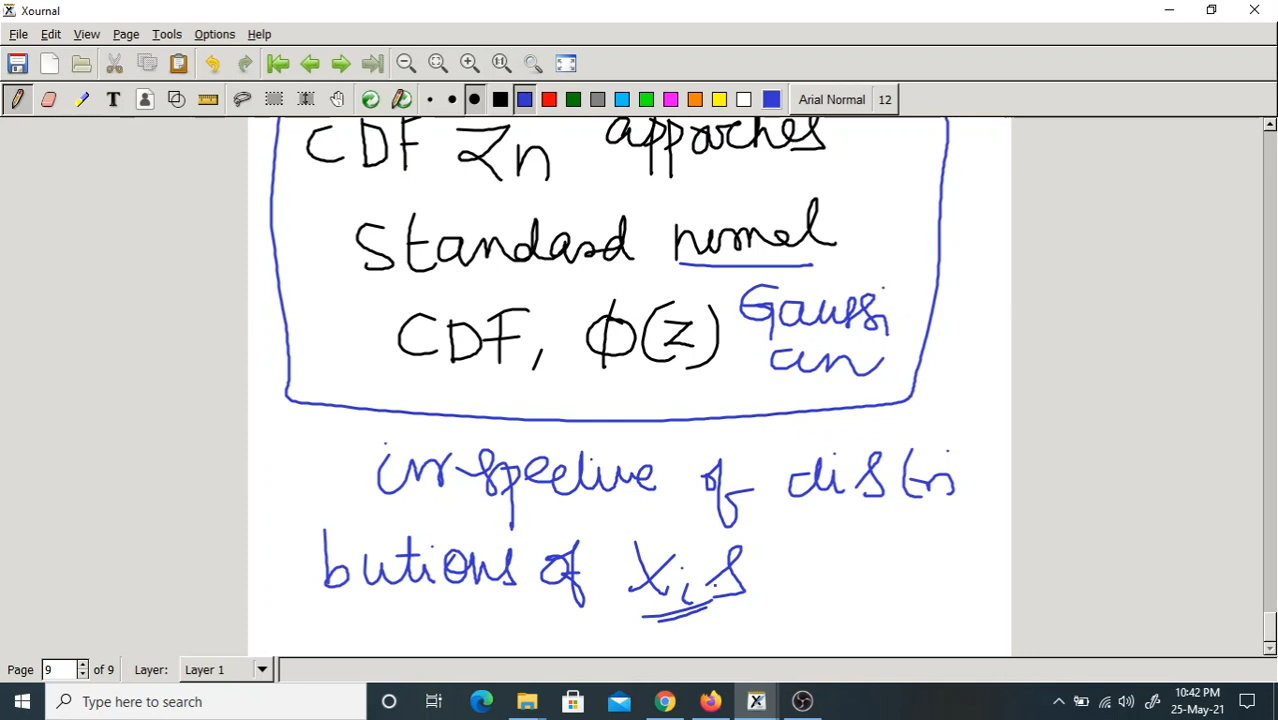 Xournal
File Edit View Page Tools Options Help
Arial Normal 12
CDF Zn approches
Standard normal
CDF, Φ(z) Gaussi
an
irrspective of distri
butions of Xi's
Page 9 of 9 Layer: Layer 1
Type here to search
10:42 PM
25-May-21